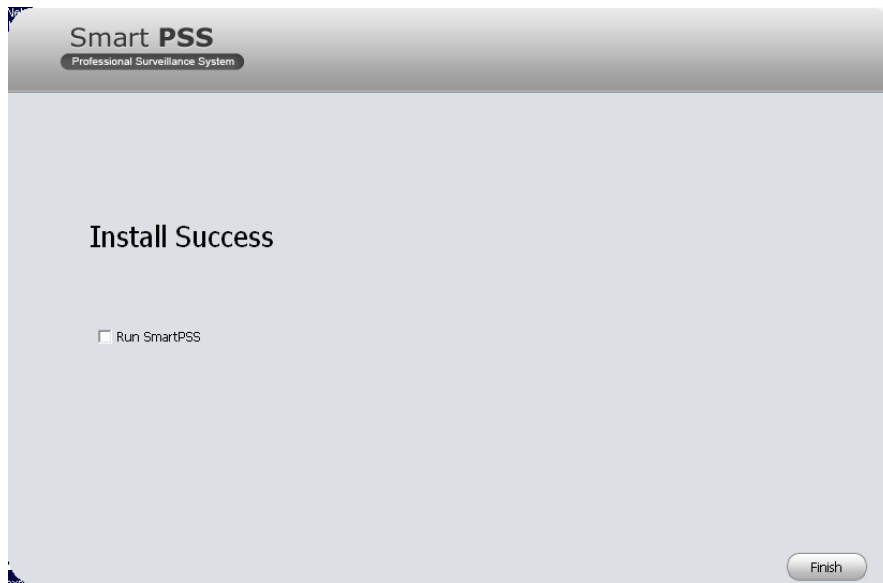 Smart PSS
Professional Surveillance System
Install Success
Run SmartPSS
Finish